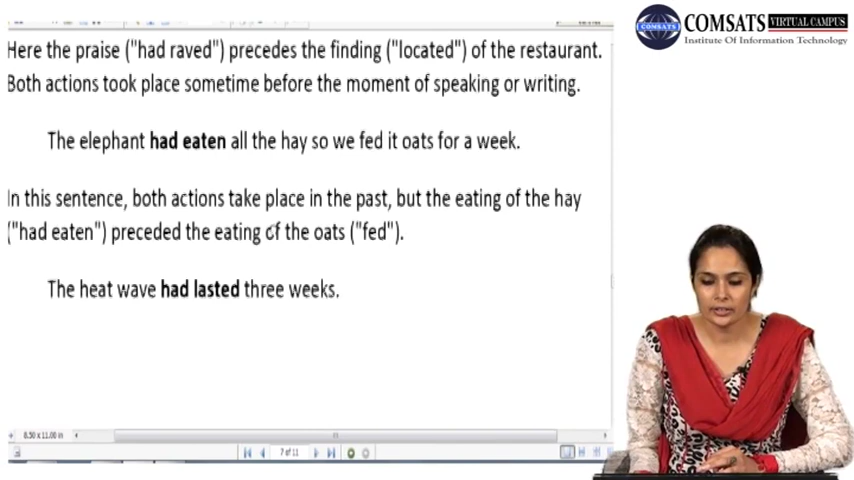 COMSATS VIRTUAL CAMPUS
Institute Of Information Technology
Here the praise ("had raved") precedes the finding ("located") of the restaurant.
Both actions took place sometime before the moment of speaking or writing.
The elephant had eaten all the hay so we fed it oats for a week.
In this sentence, both actions take place in the past, but the eating of the hay
("had eaten") preceded the eating of the oats ("fed").
The heat wave had lasted three weeks.
8.50 x 11.00 in
7 of 11